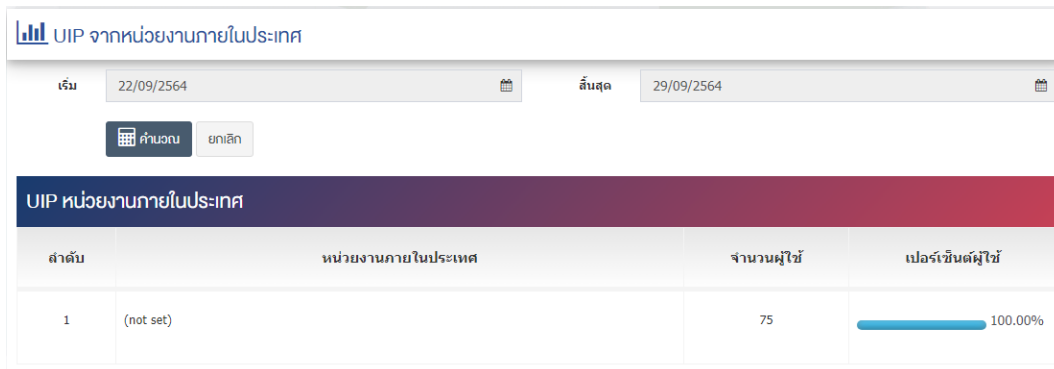 UIP จากหน่วยงานภายในประเทศ
เริ่ม 22/09/2564 สิ้นสุด 29/09/2564
คำนวณ ยกเลิก
UIP หน่วยงานภายในประเทศ
ลำดับ หน่วยงานภายในประเทศ จำนวนผู้ใช้ เปอร์เซ็นต์ผู้ใช้
1 (not set) 75 100.00%